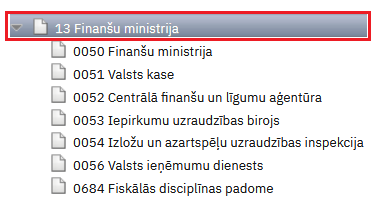 13 Finanšu ministrija
0050 Finanšu ministrija
0051 Valsts kase
0052 Centrālā finanšu un līgumu aģentūra
0053 Iepirkumu uzraudzības birojs
0054 Izložu un azartspēļu uzraudzības inspekcija
0056 Valsts ieņēmumu dienests
0684 Fiskālās disciplīnas padome